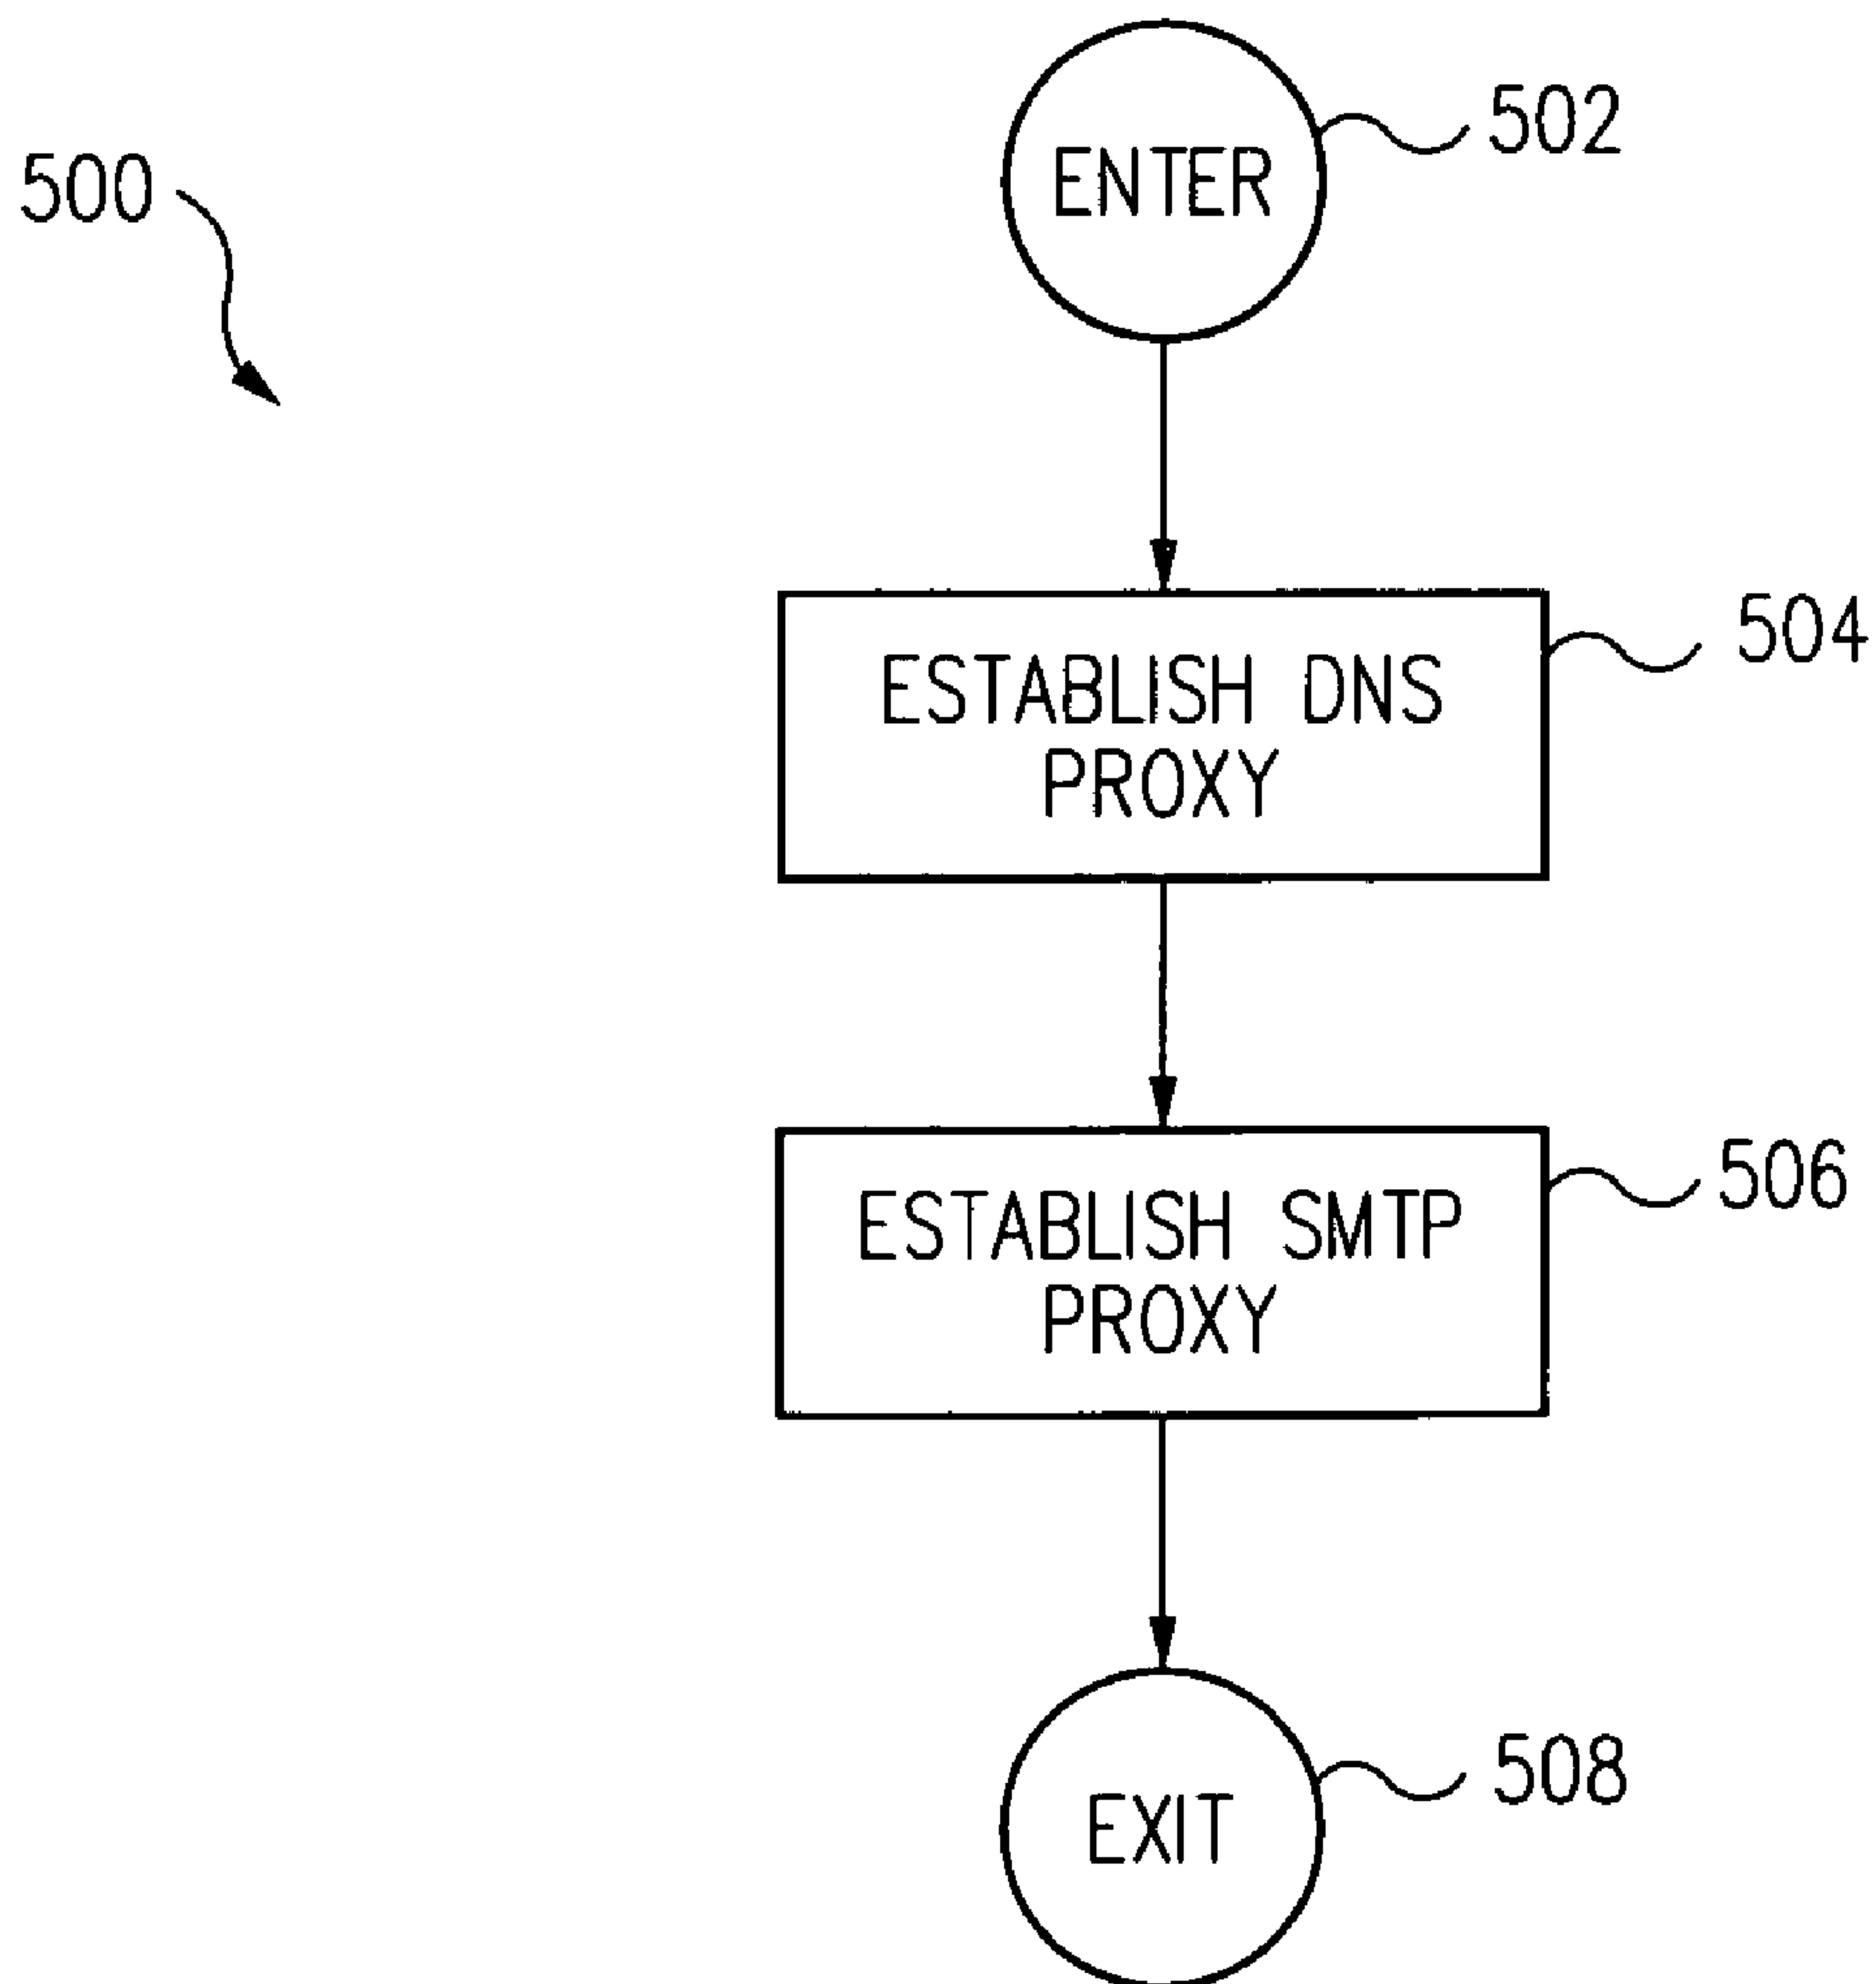 500
502
ENTER
504
ESTABLISH DNS
PROXY
506
ESTABLISH SMTP
PROXY
508
EXIT